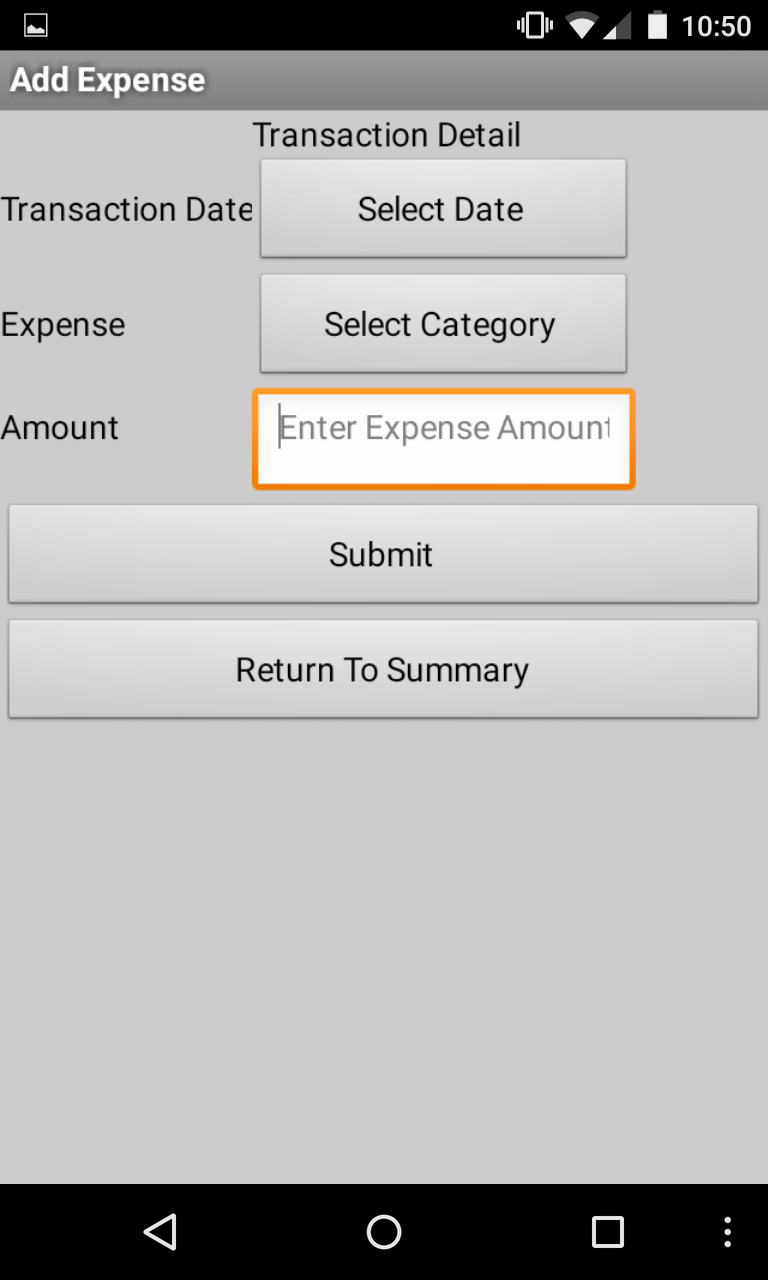 10:50
Add Expense
Transaction Detail
Transaction Date
Select Date
Expense
Select Category
Amount
Enter Expense Amount
Submit
Return To Summary